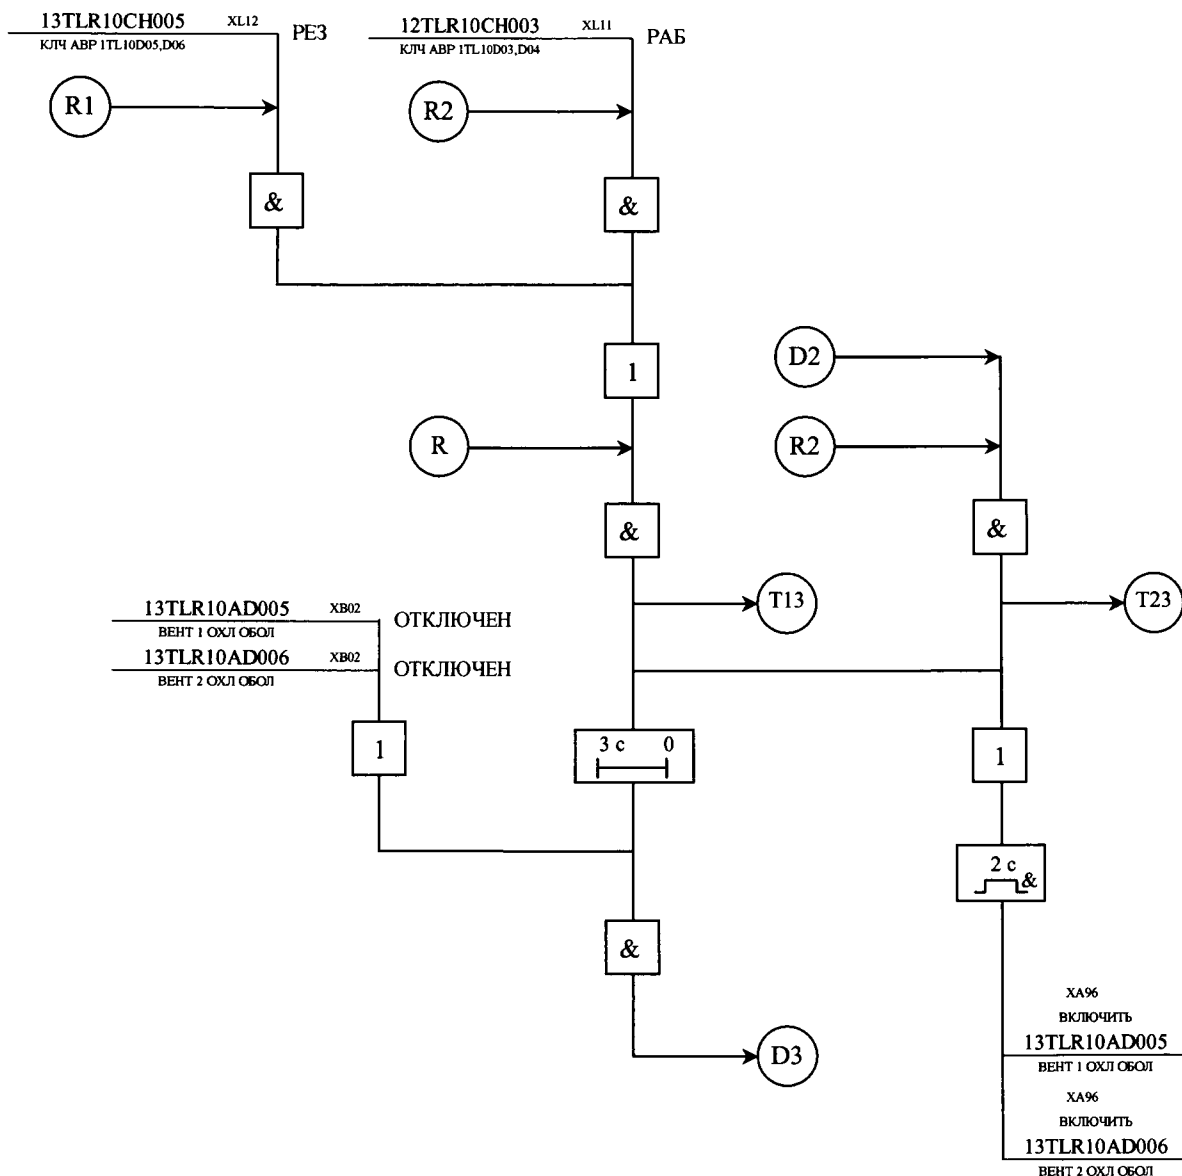 13TLR10CH005 XL12 РЕЗ
КЛЧ АВР 1TL10D05,D06
12TLR10CH003 XL11 РАБ
КЛЧ АВР 1TL10D03,D04
R1
R2
&
&
1
D2
R
R2
&
&
T13
T23
13TLR10AD005 XB02 ОТКЛЮЧЕН
ВЕНТ 1 ОХЛ ОБОЛ
13TLR10AD006 XB02 ОТКЛЮЧЕН
ВЕНТ 2 ОХЛ ОБОЛ
1
3 с 0
1
2 с
&
&
D3
XA96
ВКЛЮЧИТЬ
13TLR10AD005
ВЕНТ 1 ОХЛ ОБОЛ
XA96
ВКЛЮЧИТЬ
13TLR10AD006
ВЕНТ 2 ОХЛ ОБОЛ